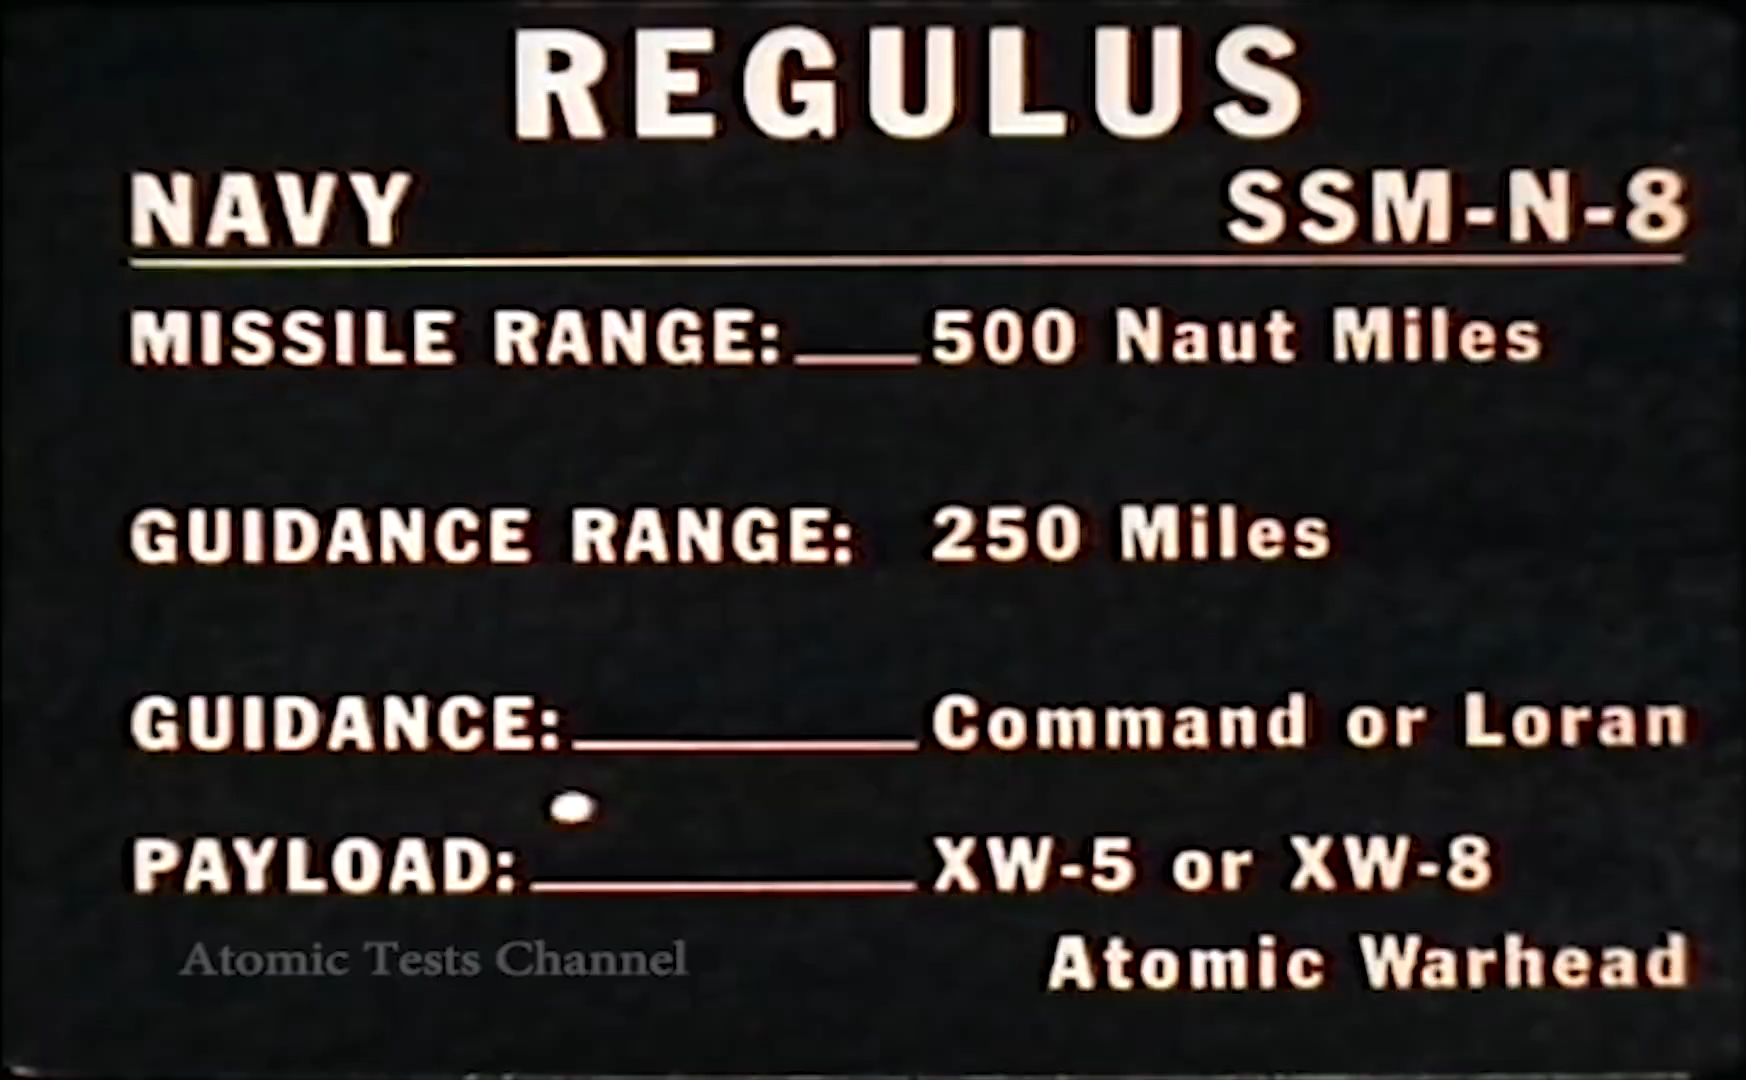 REGULUS
NAVY SSM-N-8
MISSILE RANGE: 500 Naut Miles
GUIDANCE RANGE: 250 Miles
GUIDANCE: Command or Loran
PAYLOAD: XW-5 or XW-8
Atomic Warhead
Atomic Tests Channel